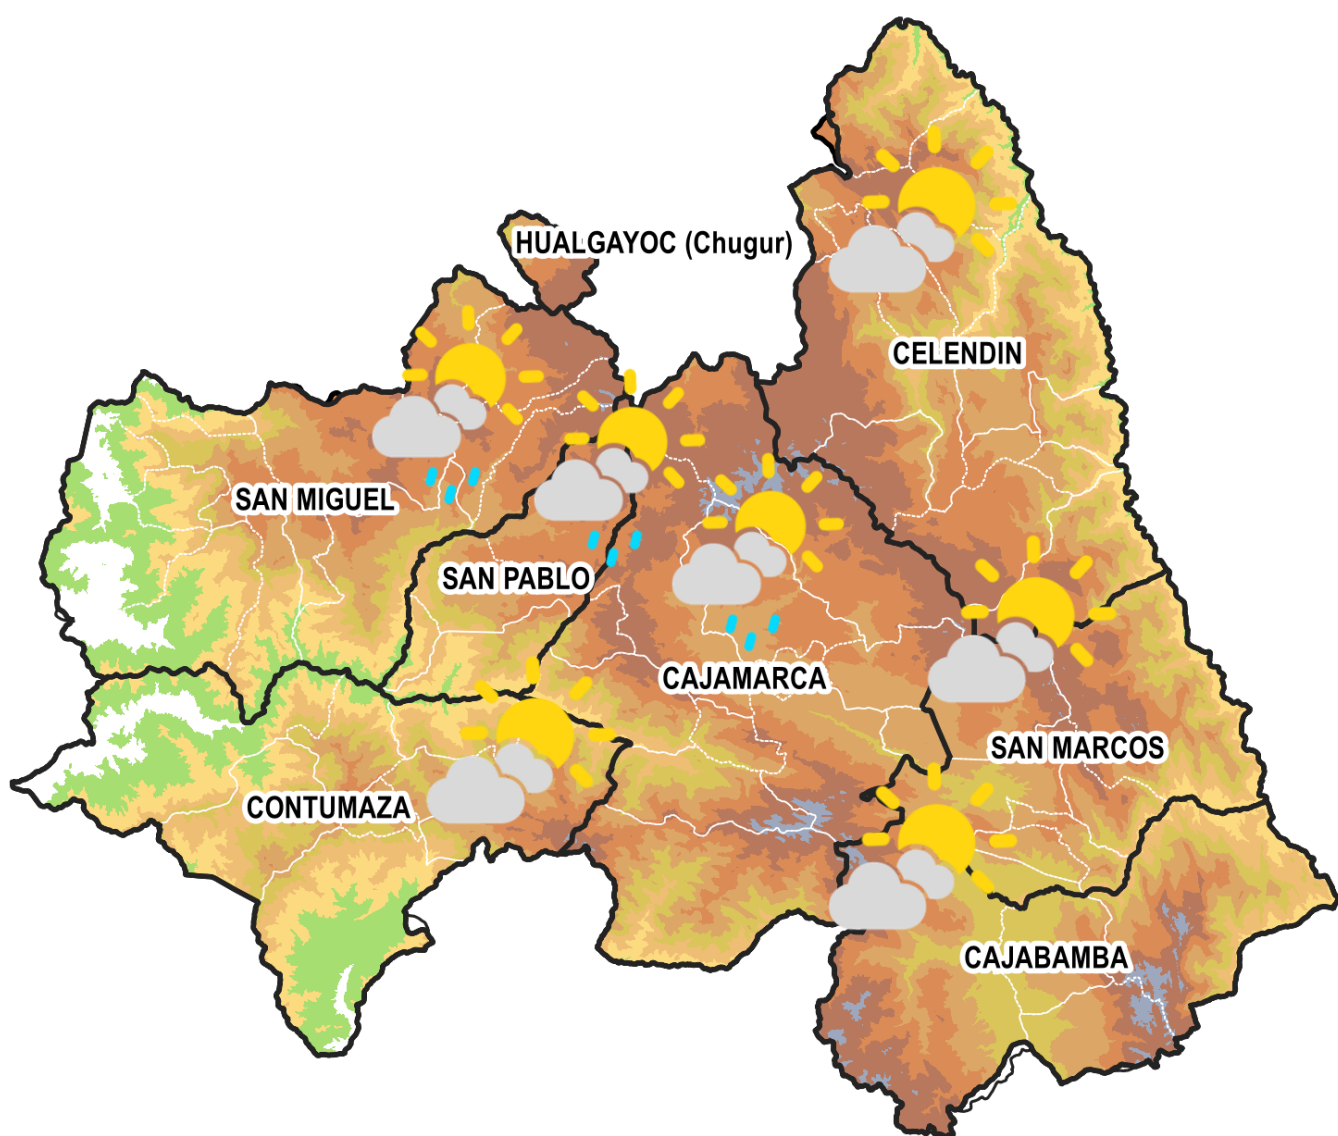 HUALGAYOC (Chugur)
CELENDIN
SAN MIGUEL
SAN PABLO
CAJAMARCA
SAN MARCOS
CONTUMAZA
CAJABAMBA